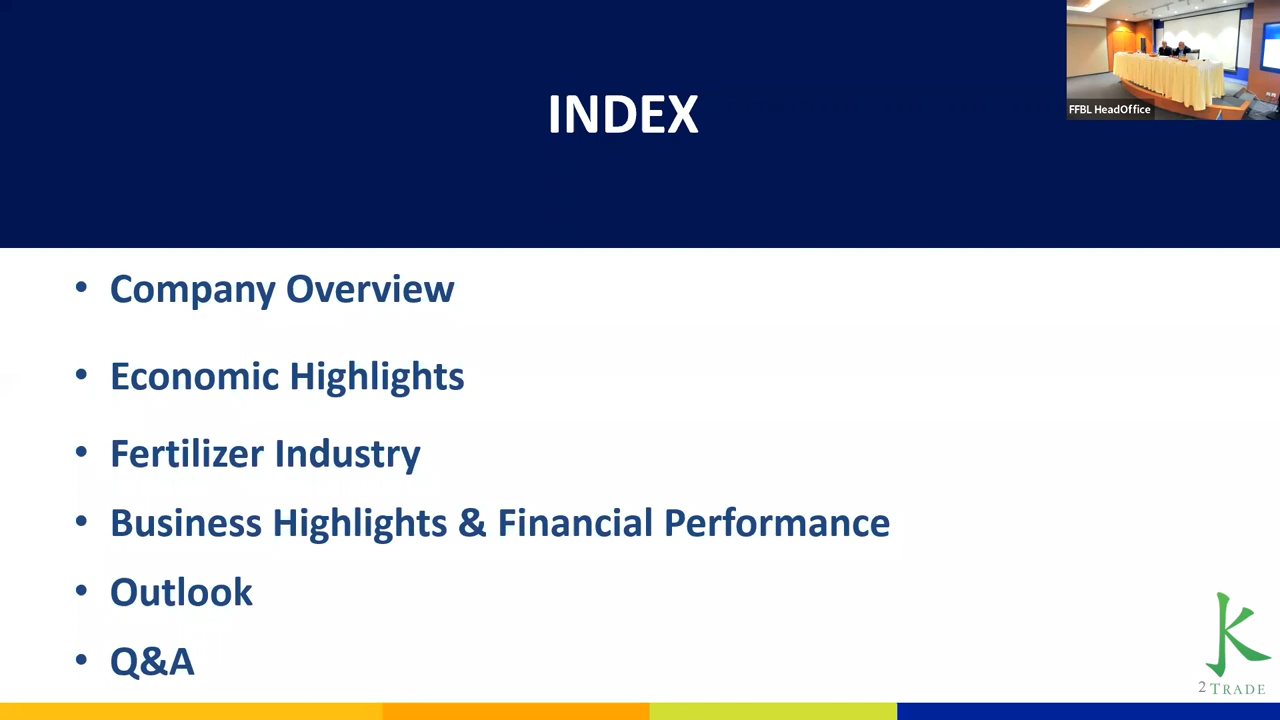 INDEX
FFBL HeadOffice
• Company Overview
• Economic Highlights
• Fertilizer Industry
• Business Highlights & Financial Performance
• Outlook
• Q&A
K
2 TRADE